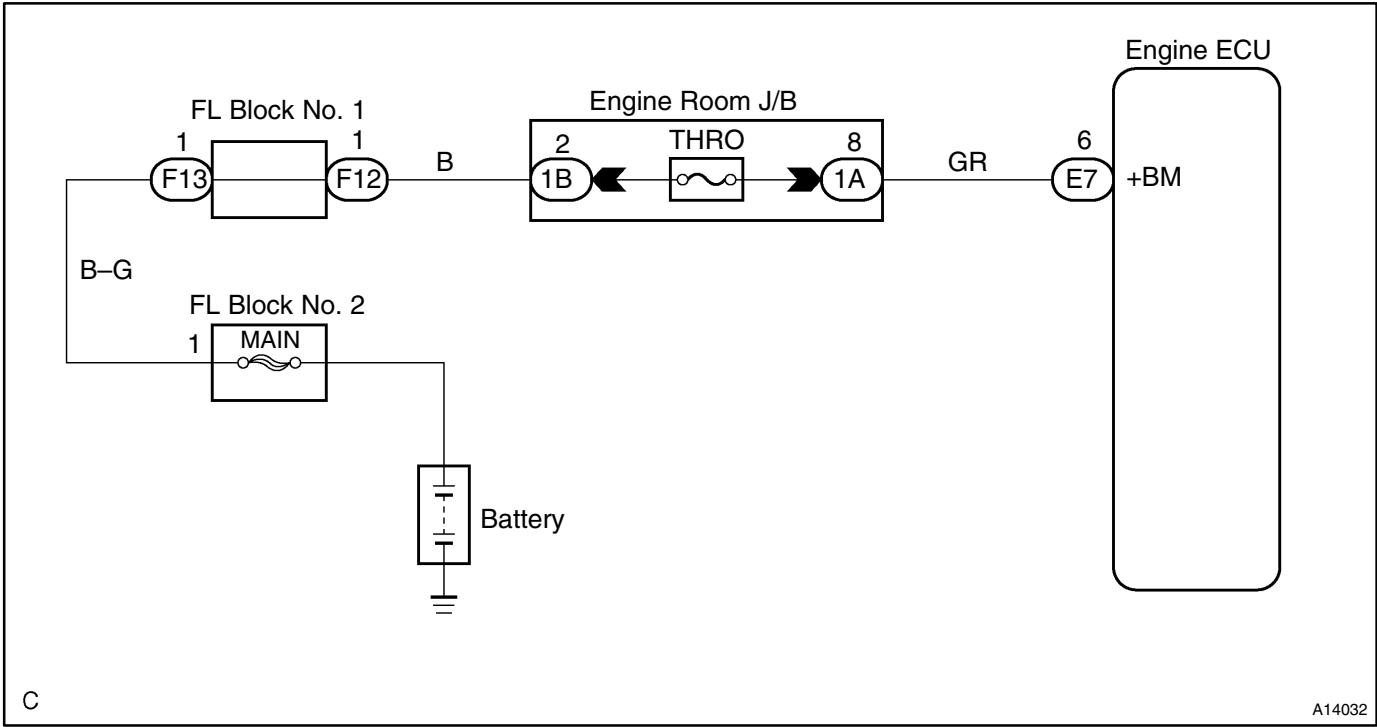 Engine ECU
FL Block No. 1
Engine Room J/B
1
1
2
THRO
8
6
F13
F12
B
1B
1A
GR
E7
+BM
B–G
FL Block No. 2
1
MAIN
Battery
C
A14032